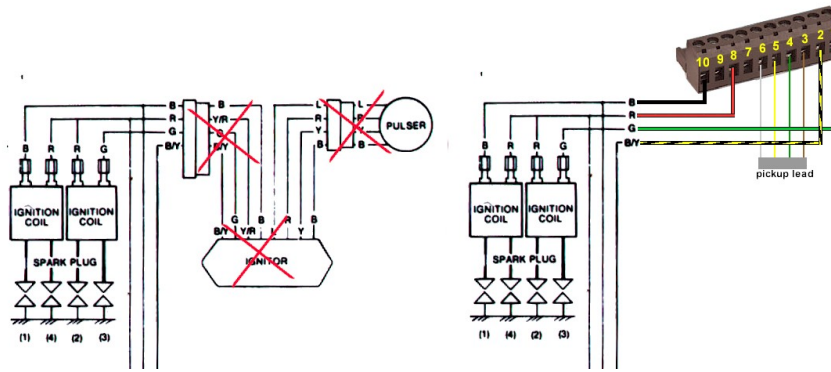 B
R
G
B/Y
B
Y/R
G
B/Y
L
R
Y
B
L
R
Y
B
PULSER
B
R
R
G
IGNITION
COIL
IGNITION
COIL
SPARK PLUG
(1)
(4)
(2)
(3)
B/Y
G
Y/R
B
L
R
Y
B
IGNITOR
10
9
8
7
6
5
4
3
2
B
R
G
B/Y
pickup lead
B
R
R
G
IGNITION
COIL
IGNITION
COIL
SPARK PLUG
(1)
(4)
(2)
(3)